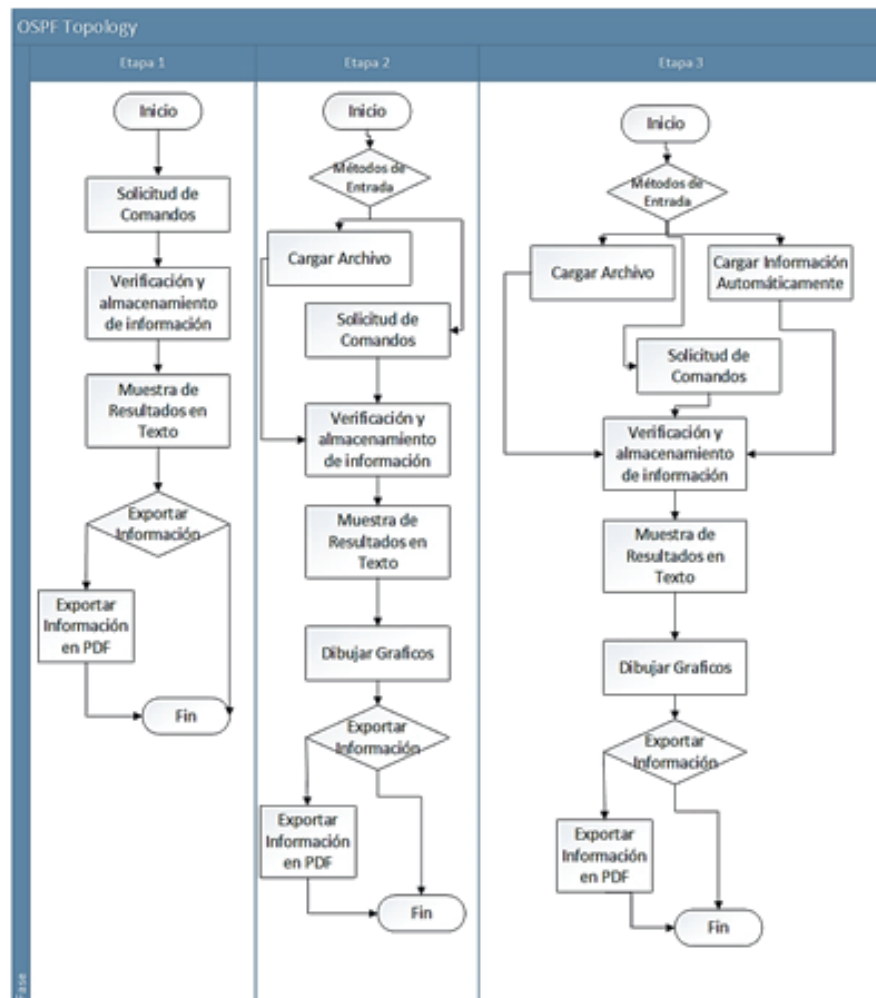 OSPF Topology
Etapa 1
Etapa 2
Etapa 3
Fase
Inicio
Solicitud de
Comandos
Verificación y
almacenamiento
de información
Muestra de
Resultados en
Texto
Exportar
Información
Exportar
Información
en PDF
Fin
Inicio
Métodos de
Entrada
Cargar Archivo
Solicitud de
Comandos
Verificación y
almacenamiento
de información
Muestra de
Resultados en
Texto
Dibujar Graficos
Exportar
Información
Exportar
Información
en PDF
Fin
Inicio
Métodos de
Entrada
Cargar Archivo
Cargar Información
Automáticamente
Solicitud de
Comandos
Verificación y
almacenamiento
de información
Muestra de
Resultados en
Texto
Dibujar Graficos
Exportar
Información
Exportar
Información
en PDF
Fin